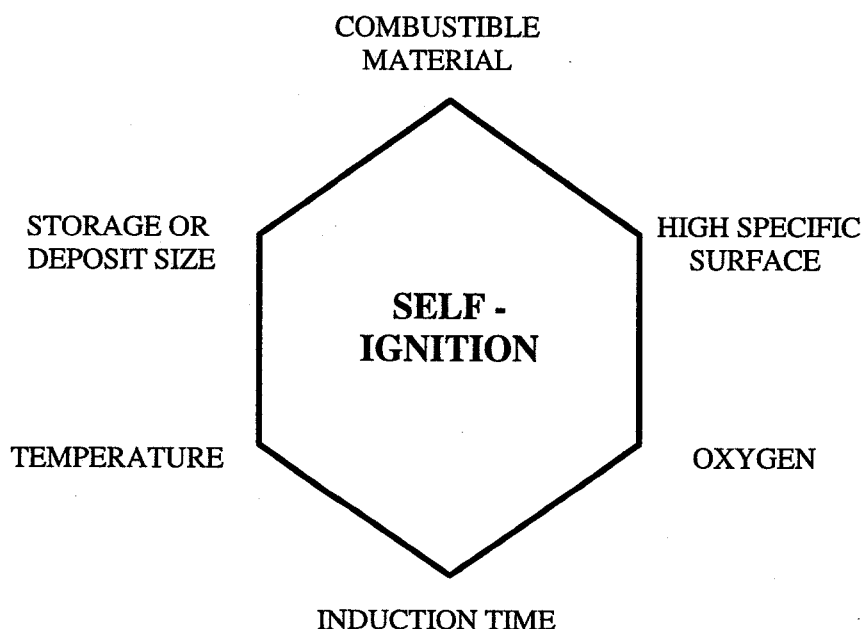 COMBUSTIBLE
MATERIAL
STORAGE OR
DEPOSIT SIZE
HIGH SPECIFIC
SURFACE
SELF -
IGNITION
TEMPERATURE
OXYGEN
INDUCTION TIME